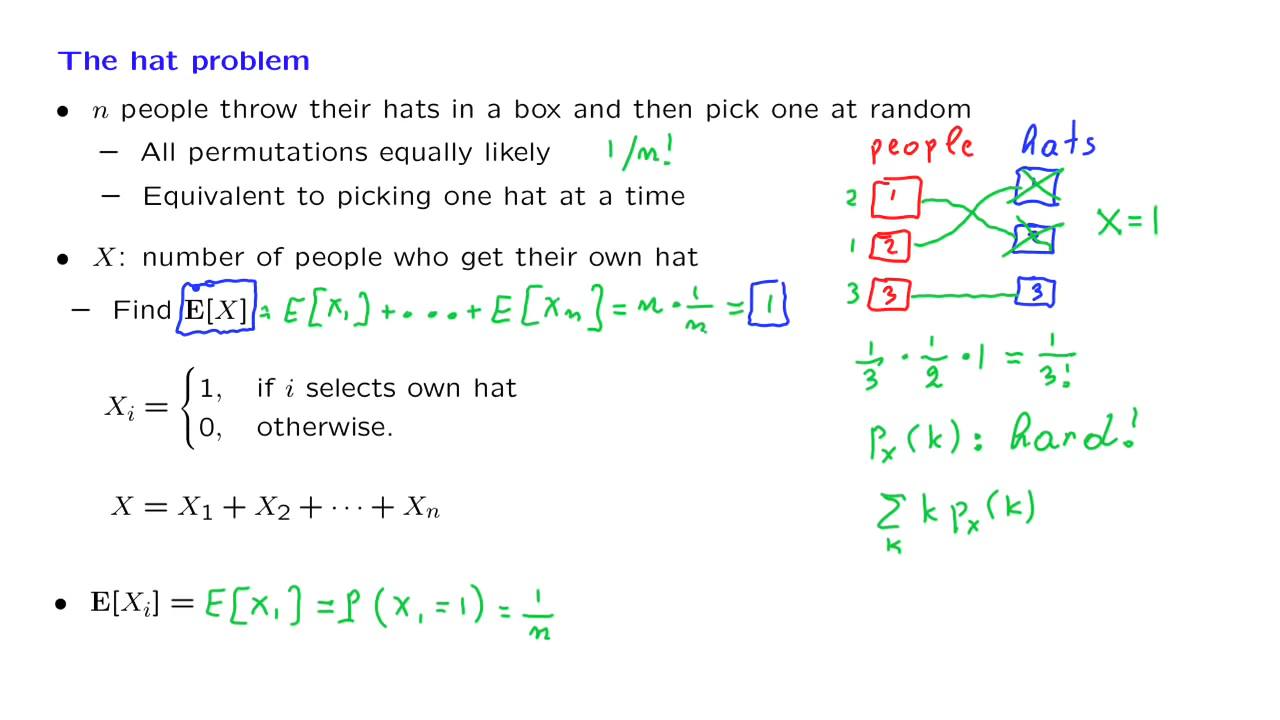 The hat problem
• n people throw their hats in a box and then pick one at random
– All permutations equally likely 1/n!
– Equivalent to picking one hat at a time
• X: number of people who get their own hat
– Find E[X] = E[X₁] + ... + E[Xₙ] = n · 1/n = 1
Xᵢ = { 1, if i selects own hat
0, otherwise.
X = X₁ + X₂ + ··· + Xₙ
• E[Xᵢ] = E[X₁] = P(X₁ = 1) = 1/n
people hats
2 1 1
X = 1
1 2 2
3 3 3
1/3 · 1/2 · 1 = 1/3!
pₓ(k): hard!
∑ₖ k pₓ(k)